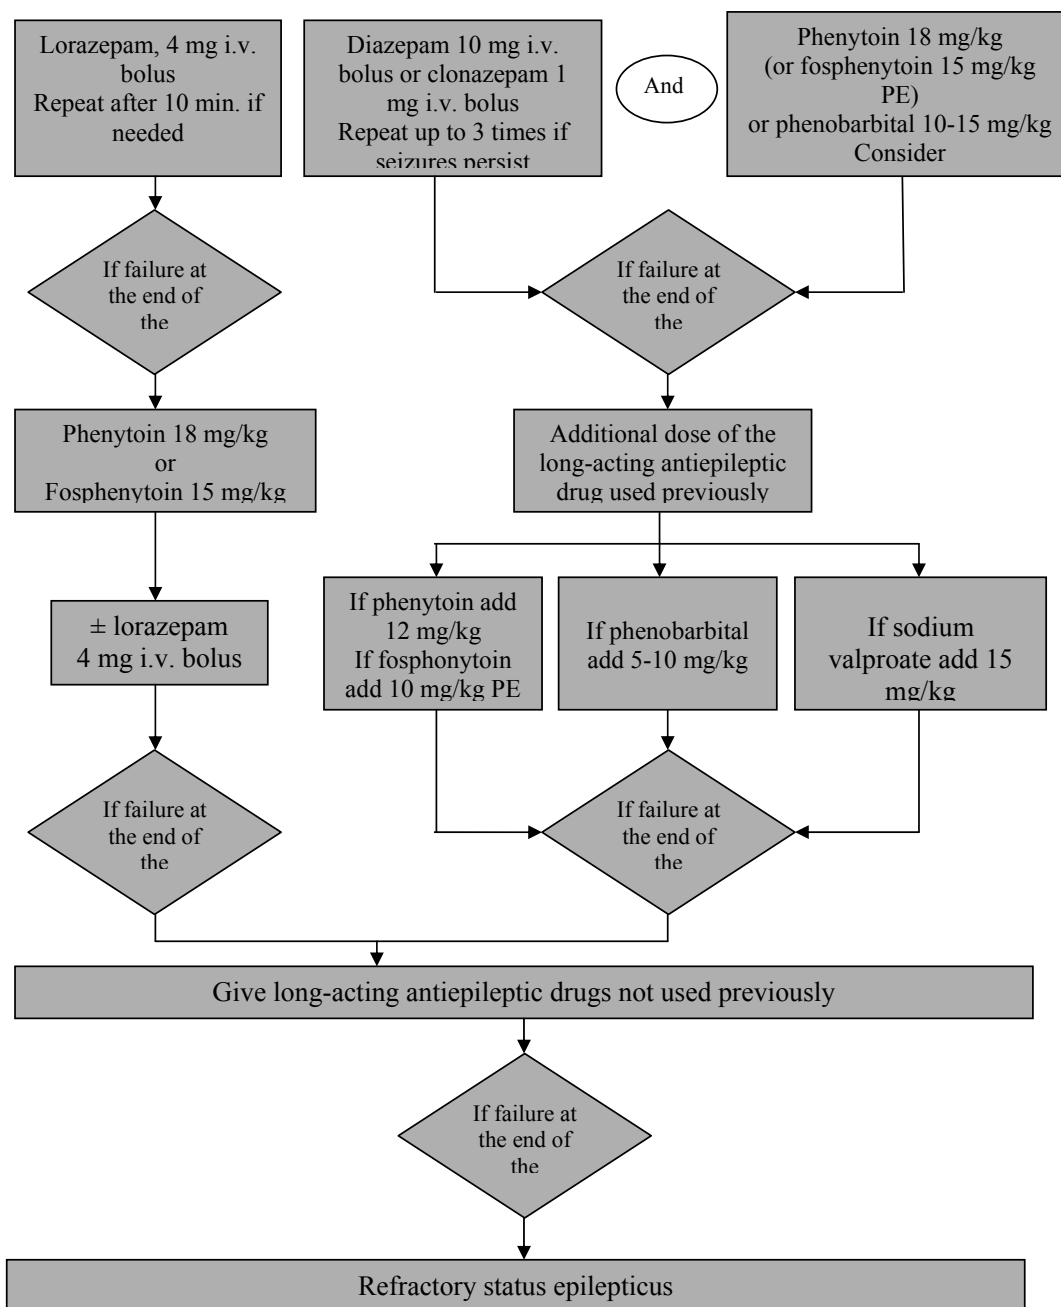 Lorazepam, 4 mg i.v.
bolus
Repeat after 10 min. if
needed
Diazepam 10 mg i.v.
bolus or clonazepam 1
mg i.v. bolus
Repeat up to 3 times if
seizures persist
And
Phenytoin 18 mg/kg
(or fosphenytoin 15 mg/kg
PE)
or phenobarbital 10-15 mg/kg
Consider
If failure at
the end of
the
If failure at
the end of
the
Phenytoin 18 mg/kg
or
Fosphenytoin 15 mg/kg
Additional dose of the
long-acting antiepileptic
drug used previously
± lorazepam
4 mg i.v. bolus
If phenytoin add
12 mg/kg
If fosphonytoin
add 10 mg/kg PE
If phenobarbital
add 5-10 mg/kg
If sodium
valproate add 15
mg/kg
If failure at
the end of
the
If failure at
the end of
the
Give long-acting antiepileptic drugs not used previously
If failure at
the end of
the
Refractory status epilepticus